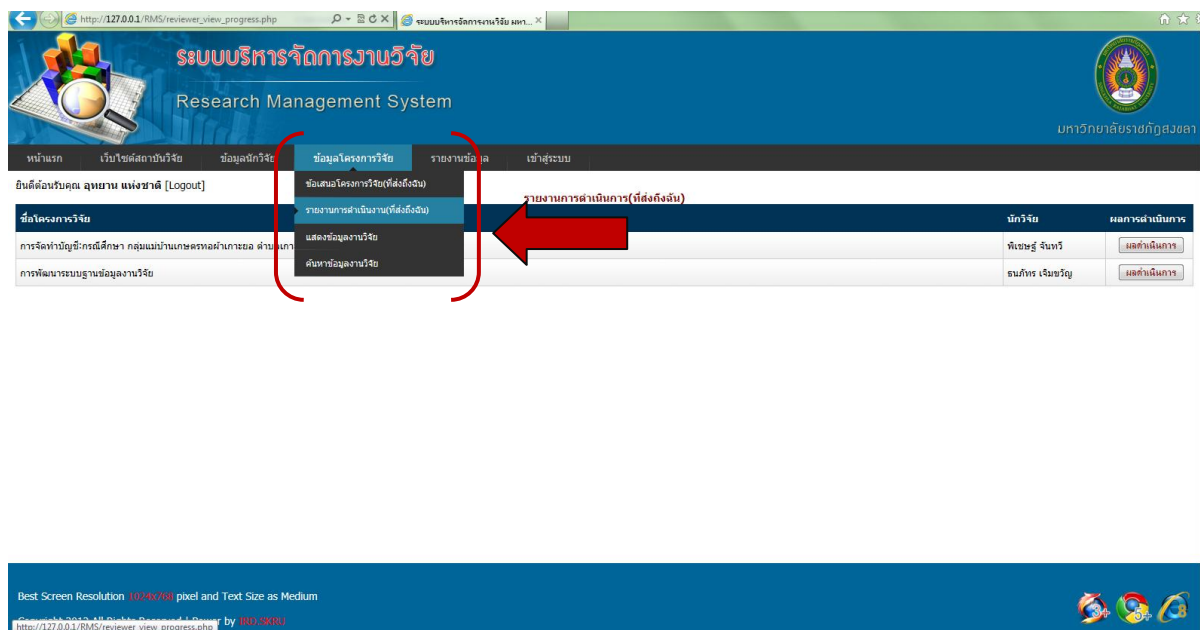 http://127.0.0.1/RMS/reviewer_view_progress.php
ระบบบริหารจัดการงานวิจัย มหา...
ระบบบริหารจัดการงานวิจัย
Research Management System
มหาวิทยาลัยราชภัฏสงขลา
หน้าแรก เว็บไซต์สถาบันวิจัย ข้อมูลนักวิจัย ข้อมูลโครงการวิจัย รายงานข้อมูล เข้าสู่ระบบ
ยินดีต้อนรับคุณ อุทยาน แห่งชาติ [Logout]
ข้อเสนอโครงการวิจัย(ที่ส่งถึงฉัน)
รายงานการดำเนินงาน(ที่ส่งถึงฉัน)
แสดงข้อมูลงานวิจัย
ค้นหาข้อมูลงานวิจัย
รายงานการดำเนินการ(ที่ส่งถึงฉัน)
ชื่อโครงการวิจัย นักวิจัย ผลการดำเนินการ
การจัดทำบัญชี:กรณีศึกษา กลุ่มแม่บ้านเกษตรทอผ้าเกาะยอ ตำบลเกา พิเชษฐ์ จันทวี ผลดำเนินการ
การพัฒนาระบบฐานข้อมูลงานวิจัย ธนภัทร เจิมขวัญ ผลดำเนินการ
Best Screen Resolution 1024x768 pixel and Text Size as Medium
by IRD.SKRU
http://127.0.0.1/RMS/reviewer_view_progress.php
3+ 5+ 8